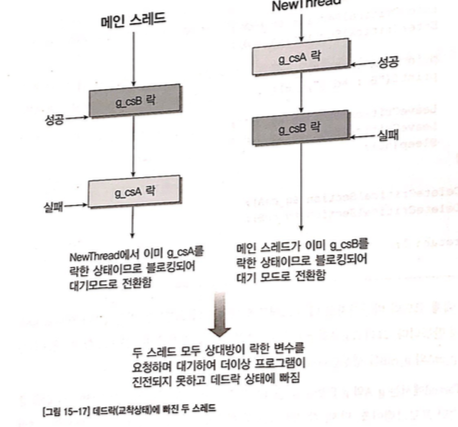 메인 스레드
NewThread
g_csA 락
성공
g_csB 락
성공
g_csB 락
실패
g_csA 락
실패
NewThread에서 이미 g_csA를
락한 상태이므로 블로킹되어
대기모드로 전환함
메인 스레드가 이미 g_csB를
락한 상태이므로 블로킹되어
대기 모드로 전환함
두 스레드 모두 상대방이 락한 변수를
요청하며 대기하여 더이상 프로그램이
진전되지 못하고 데드락 상태에 빠짐
[그림 15-17] 데드락(교착상태)에 빠진 두 스레드